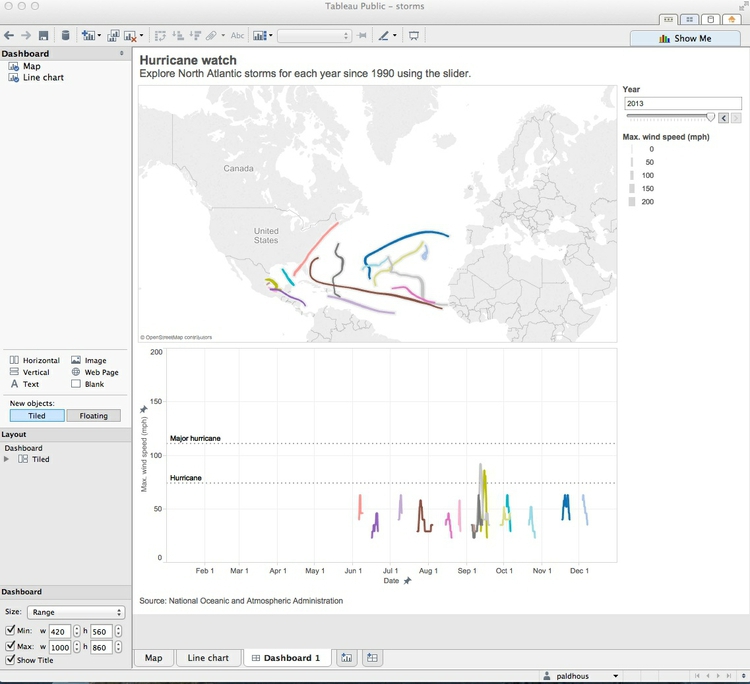 Tableau Public - storms
Abc
Show Me
Dashboard
Map
Line chart
Hurricane watch
Explore North Atlantic storms for each year since 1990 using the slider.
Year
2013
Max. wind speed (mph)
0
50
100
150
200
Canada
United
States
© OpenStreetMap contributors
Horizontal
Image
Vertical
Web Page
Text
Blank
New objects:
Tiled
Floating
Layout
Dashboard
Tiled
200
150
100
50
0
Max. wind speed (mph)
Major hurricane
Hurricane
Feb 1
Mar 1
Apr 1
May 1
Jun 1
Jul 1
Aug 1
Sep 1
Oct 1
Nov 1
Dec 1
Date
Source: National Oceanic and Atmospheric Administration
Dashboard
Size: Range
Min: w 420 h 560
Max: w 1000 h 860
Show Title
Map
Line chart
Dashboard 1
paldhous